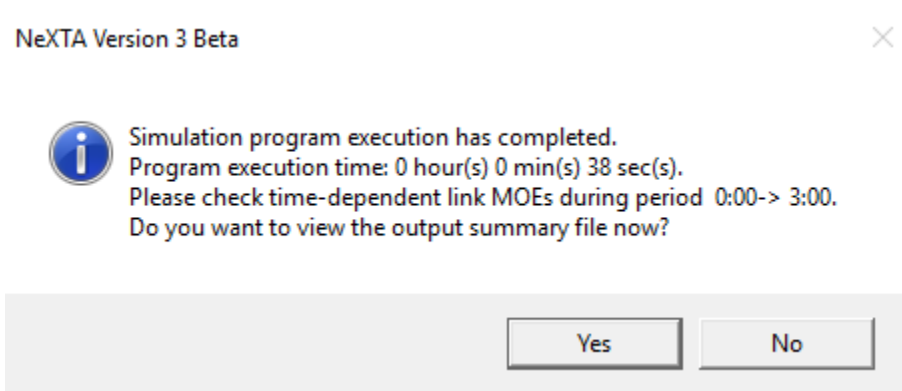 NeXTA Version 3 Beta
Simulation program execution has completed.
Program execution time: 0 hour(s) 0 min(s) 38 sec(s).
Please check time-dependent link MOEs during period  0:00-> 3:00.
Do you want to view the output summary file now?
Yes
No